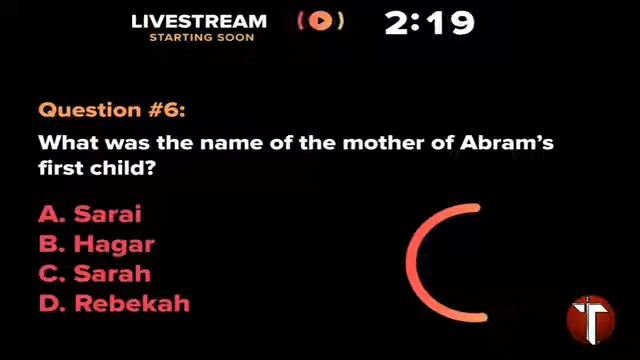 LIVESTREAM
STARTING SOON
2:19
Question #6:
What was the name of the mother of Abram’s
first child?
A. Sarai
B. Hagar
C. Sarah
D. Rebekah